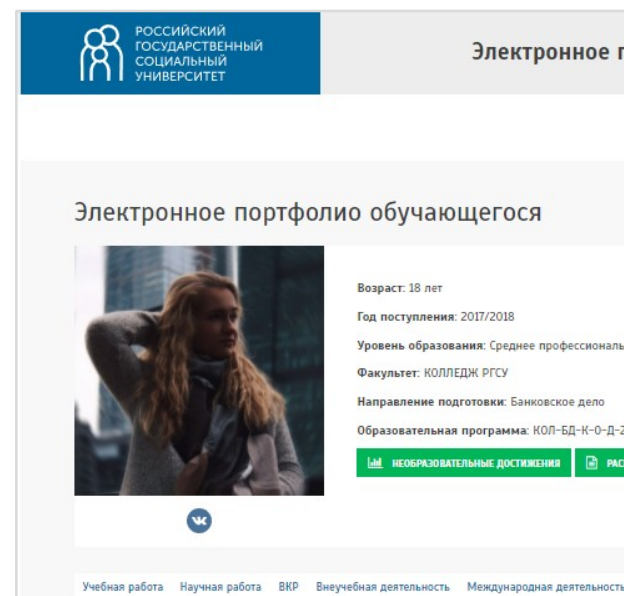 РОССИЙСКИЙ
ГОСУДАРСТВЕННЫЙ
СОЦИАЛЬНЫЙ
УНИВЕРСИТЕТ
Электронное п
Электронное портфолио обучающегося
Возраст: 18 лет
Год поступления: 2017/2018
Уровень образования: Среднее профессиональ
Факультет: КОЛЛЕДЖ РГСУ
Направление подготовки: Банковское дело
Образовательная программа: КОЛ-БД-К-О-Д-2
НЕОБРАЗОВАТЕЛЬНЫЕ ДОСТИЖЕНИЯ РАС
Учебная работа Научная работа ВКР Внеучебная деятельность Международная деятельность